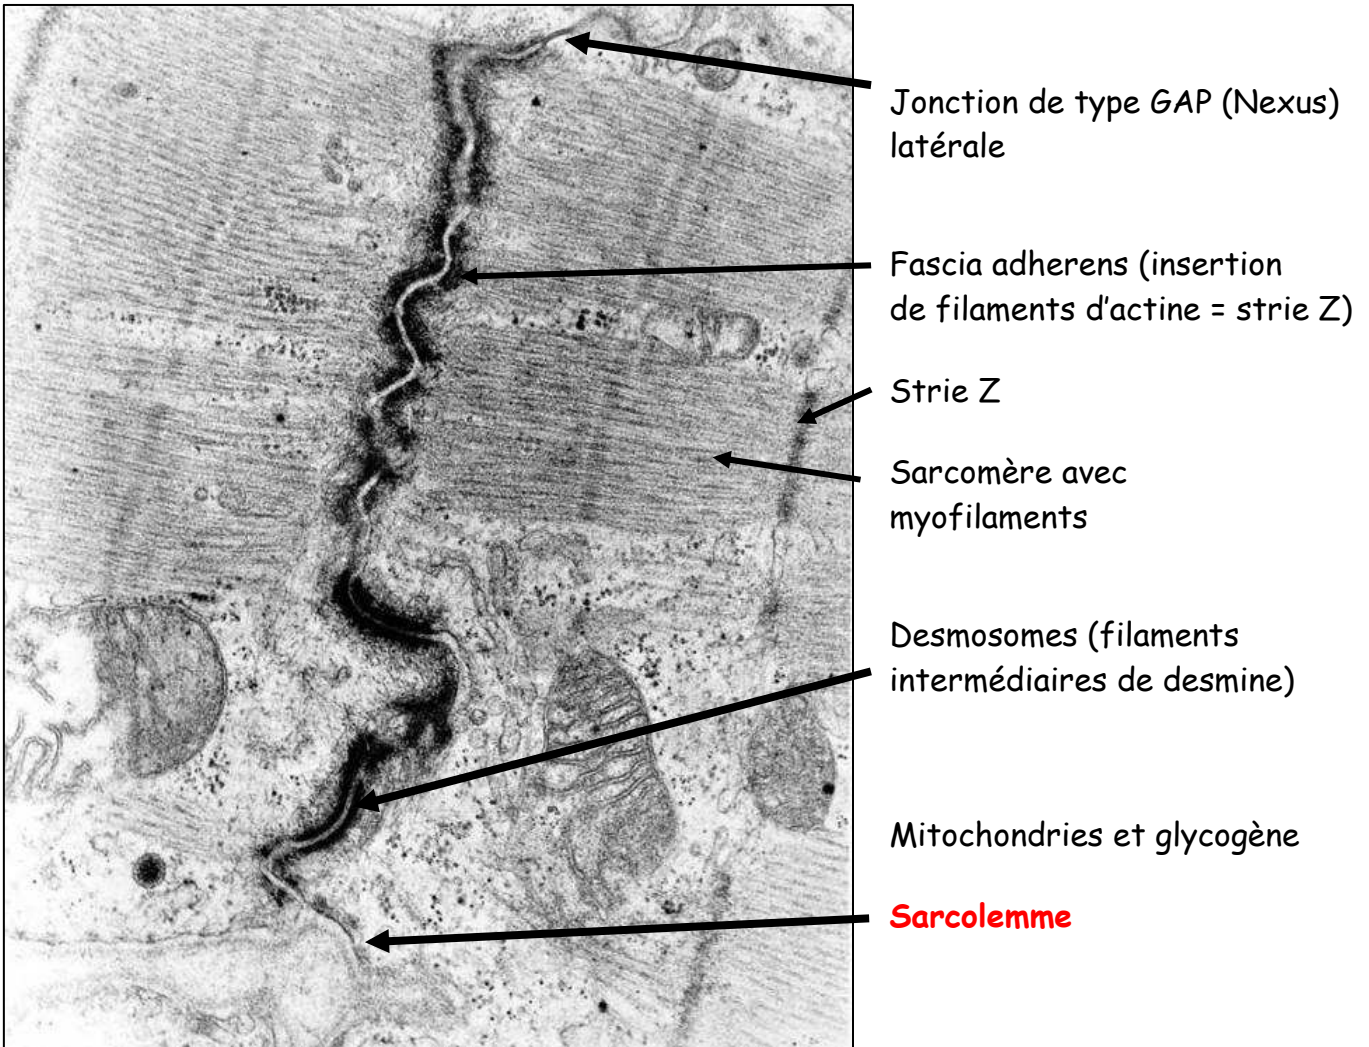 Jonction de type GAP (Nexus)
latérale
Fascia adherens (insertion
de filaments d'actine = strie Z)
Strie Z
Sarcomère avec
myofilaments
Desmosomes (filaments
intermédiaires de desmine)
Mitochondries et glycogène
Sarcolemme